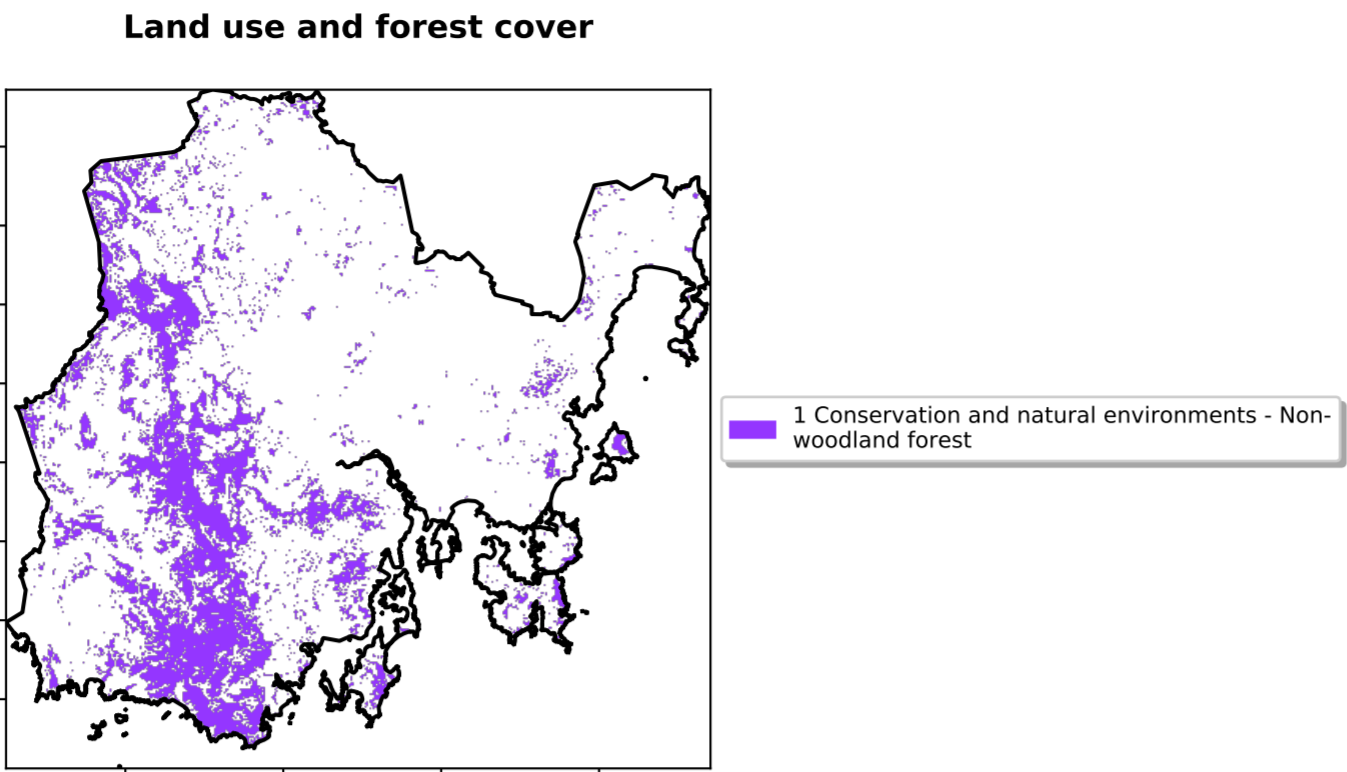 Land use and forest cover
1 Conservation and natural environments - Non-
woodland forest